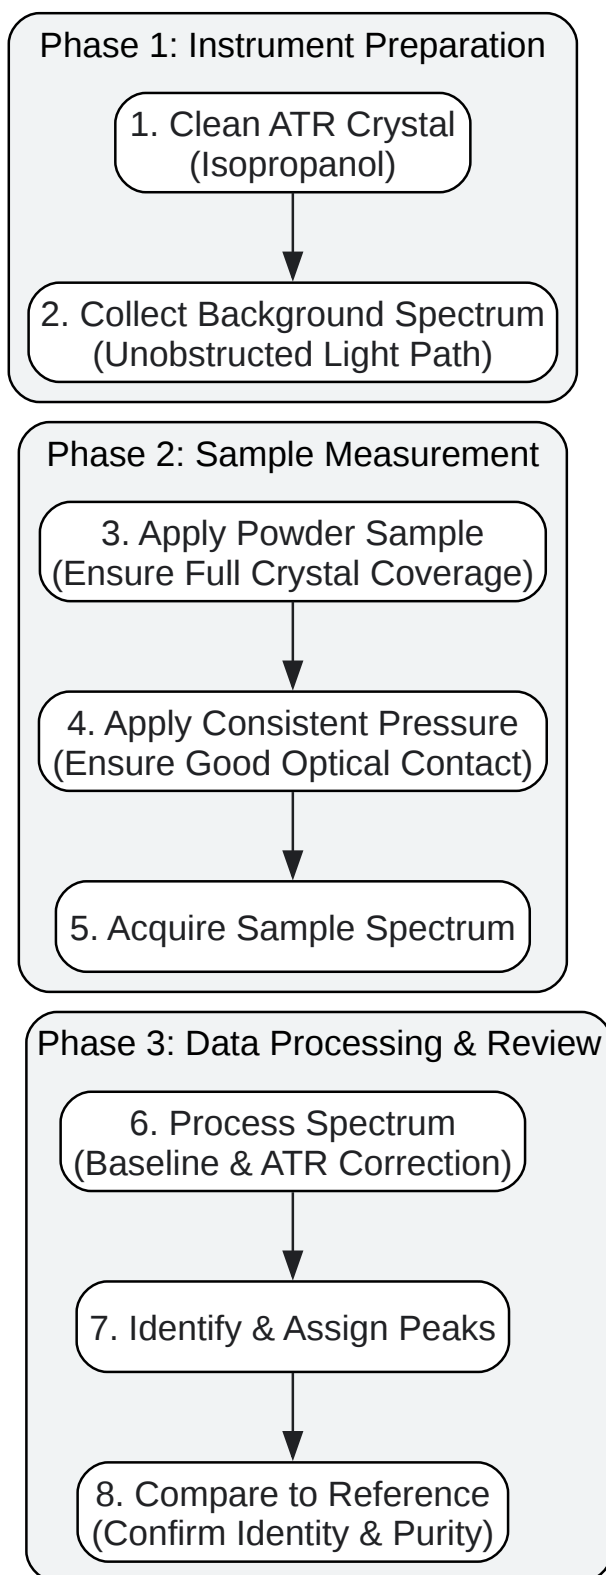 Phase 1: Instrument Preparation
1. Clean ATR Crystal
(Isopropanol)
2. Collect Background Spectrum
(Unobstructed Light Path)
Phase 2: Sample Measurement
3. Apply Powder Sample
(Ensure Full Crystal Coverage)
4. Apply Consistent Pressure
(Ensure Good Optical Contact)
5. Acquire Sample Spectrum
Phase 3: Data Processing & Review
6. Process Spectrum
(Baseline & ATR Correction)
7. Identify & Assign Peaks
8. Compare to Reference
(Confirm Identity & Purity)